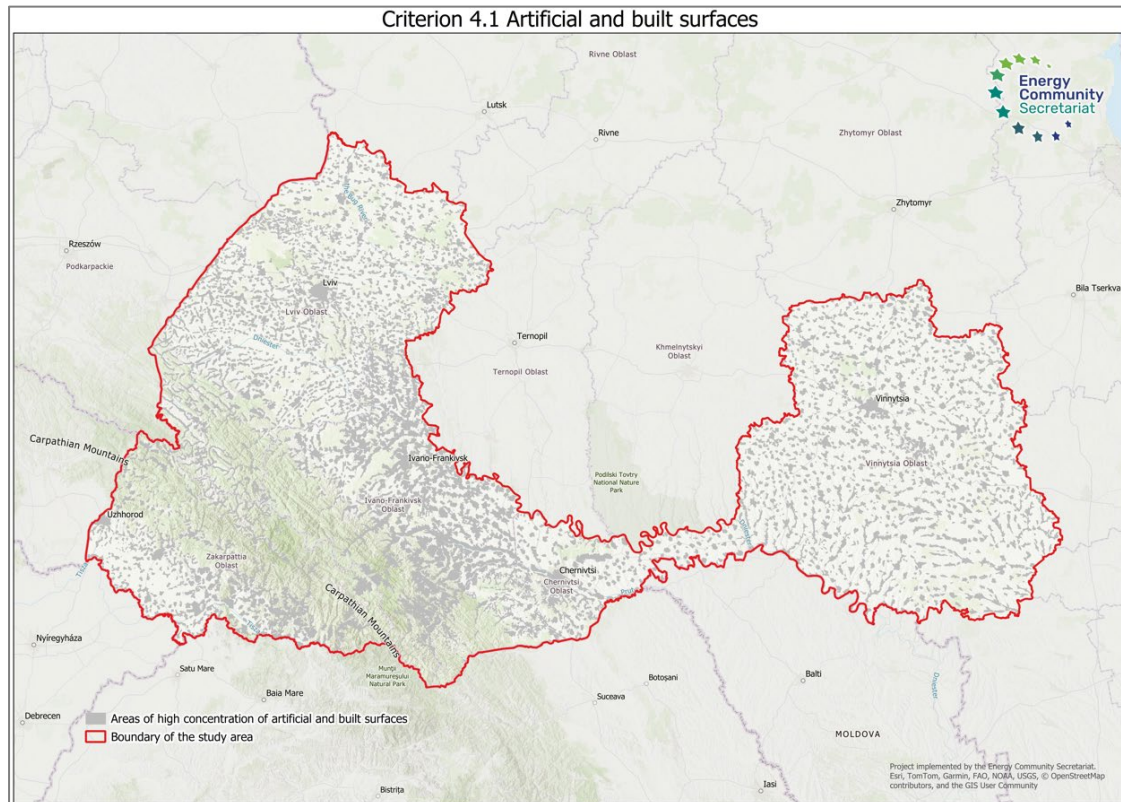 Criterion 4.1 Artificial and built surfaces
Energy
Community
Secretariat
Rivne Oblast
Lutsk
Rivne
Zhytomyr Oblast
Zhytomyr
Rzeszów
Podkarpackie
Bila Tserkva
Lviv
Lviv Oblast
Dniester
Ternopil
Ternopil Oblast
Khmelnytskyi
Oblast
Vinnytsia
Vinnytsia Oblast
Carpathian Mountains
Ivano-Frankivsk
Ivano-Frankivsk
Oblast
Podilski Tovtry
National Nature
Park
Dniester
Uzhhorod
Zakarpattia
Oblast
Chernivtsi
Chernivtsi
Oblast
Carpathian Mountains
Nyíregyháza
Satu Mare
Munții
Maramureșului
Natural Park
Baia Mare
Suceava
Botoșani
Balti
Dniester
Debrecen
Areas of high concentration of artificial and built surfaces
Boundary of the study area
MOLDOVA
Project implemented by the Energy Community Secretariat.
Esri, TomTom, Garmin, FAO, NOAA, USGS, © OpenStreetMap
contributors, and the GIS User Community
Bistrița
Iasi